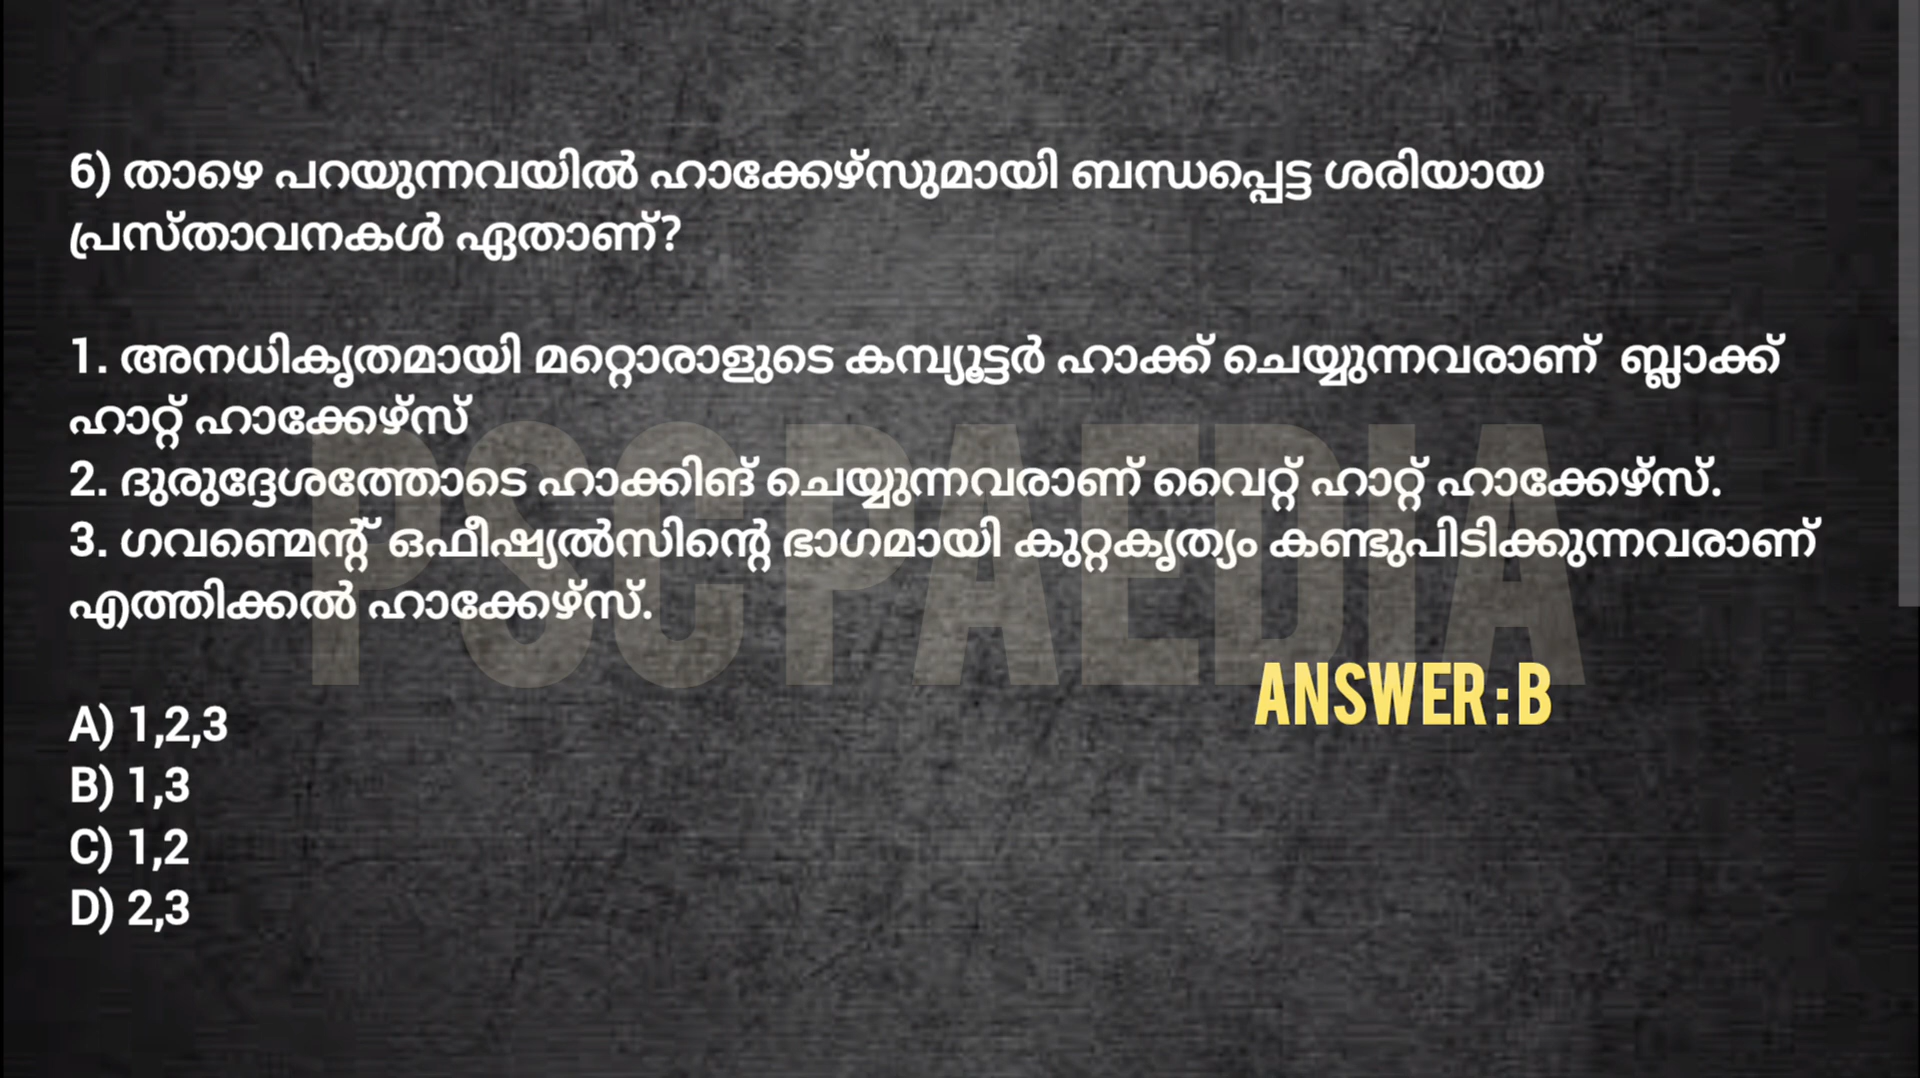 6) താഴെ പറയുന്നവയിൽ ഹാക്കേഴ്സുമായി ബന്ധപ്പെട്ട ശരിയായ
പ്രസ്താവനകൾ ഏതാണ്?
1. അനധികൃതമായി മറ്റൊരാളുടെ കമ്പ്യൂട്ടർ ഹാക്ക് ചെയ്യുന്നവരാണ് ബ്ലാക്ക്
ഹാറ്റ് ഹാക്കേഴ്സ്
2. ദുരുദ്ദേശത്തോടെ ഹാക്കിങ് ചെയ്യുന്നവരാണ് വൈറ്റ് ഹാറ്റ് ഹാക്കേഴ്സ്.
3. ഗവണ്മെന്റ് ഒഫീഷ്യൽസിന്റെ ഭാഗമായി കുറ്റകൃത്യം കണ്ടുപിടിക്കുന്നവരാണ്
എത്തിക്കൽ ഹാക്കേഴ്സ്.
PSCPAEDIA
ANSWER : B
A) 1,2,3
B) 1,3
C) 1,2
D) 2,3